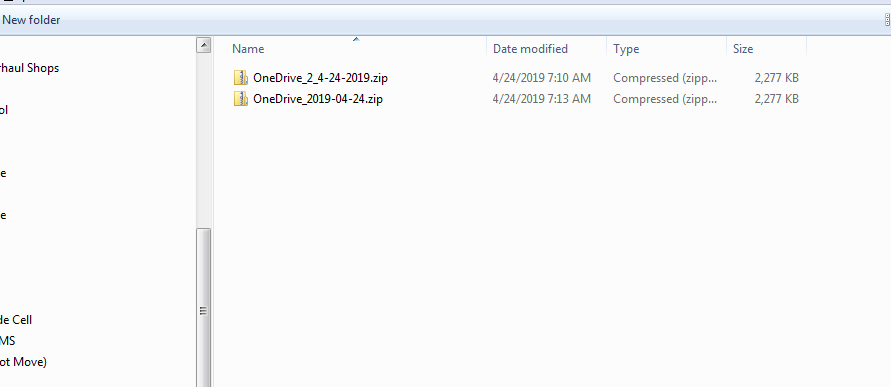 New folder
Name Date modified Type Size
rhaul Shops
OneDrive_2_4-24-2019.zip 4/24/2019 7:10 AM Compressed (zipp... 2,277 KB
OneDrive_2019-04-24.zip 4/24/2019 7:13 AM Compressed (zipp... 2,277 KB
ol
e
e
de Cell
MS
ot Move)